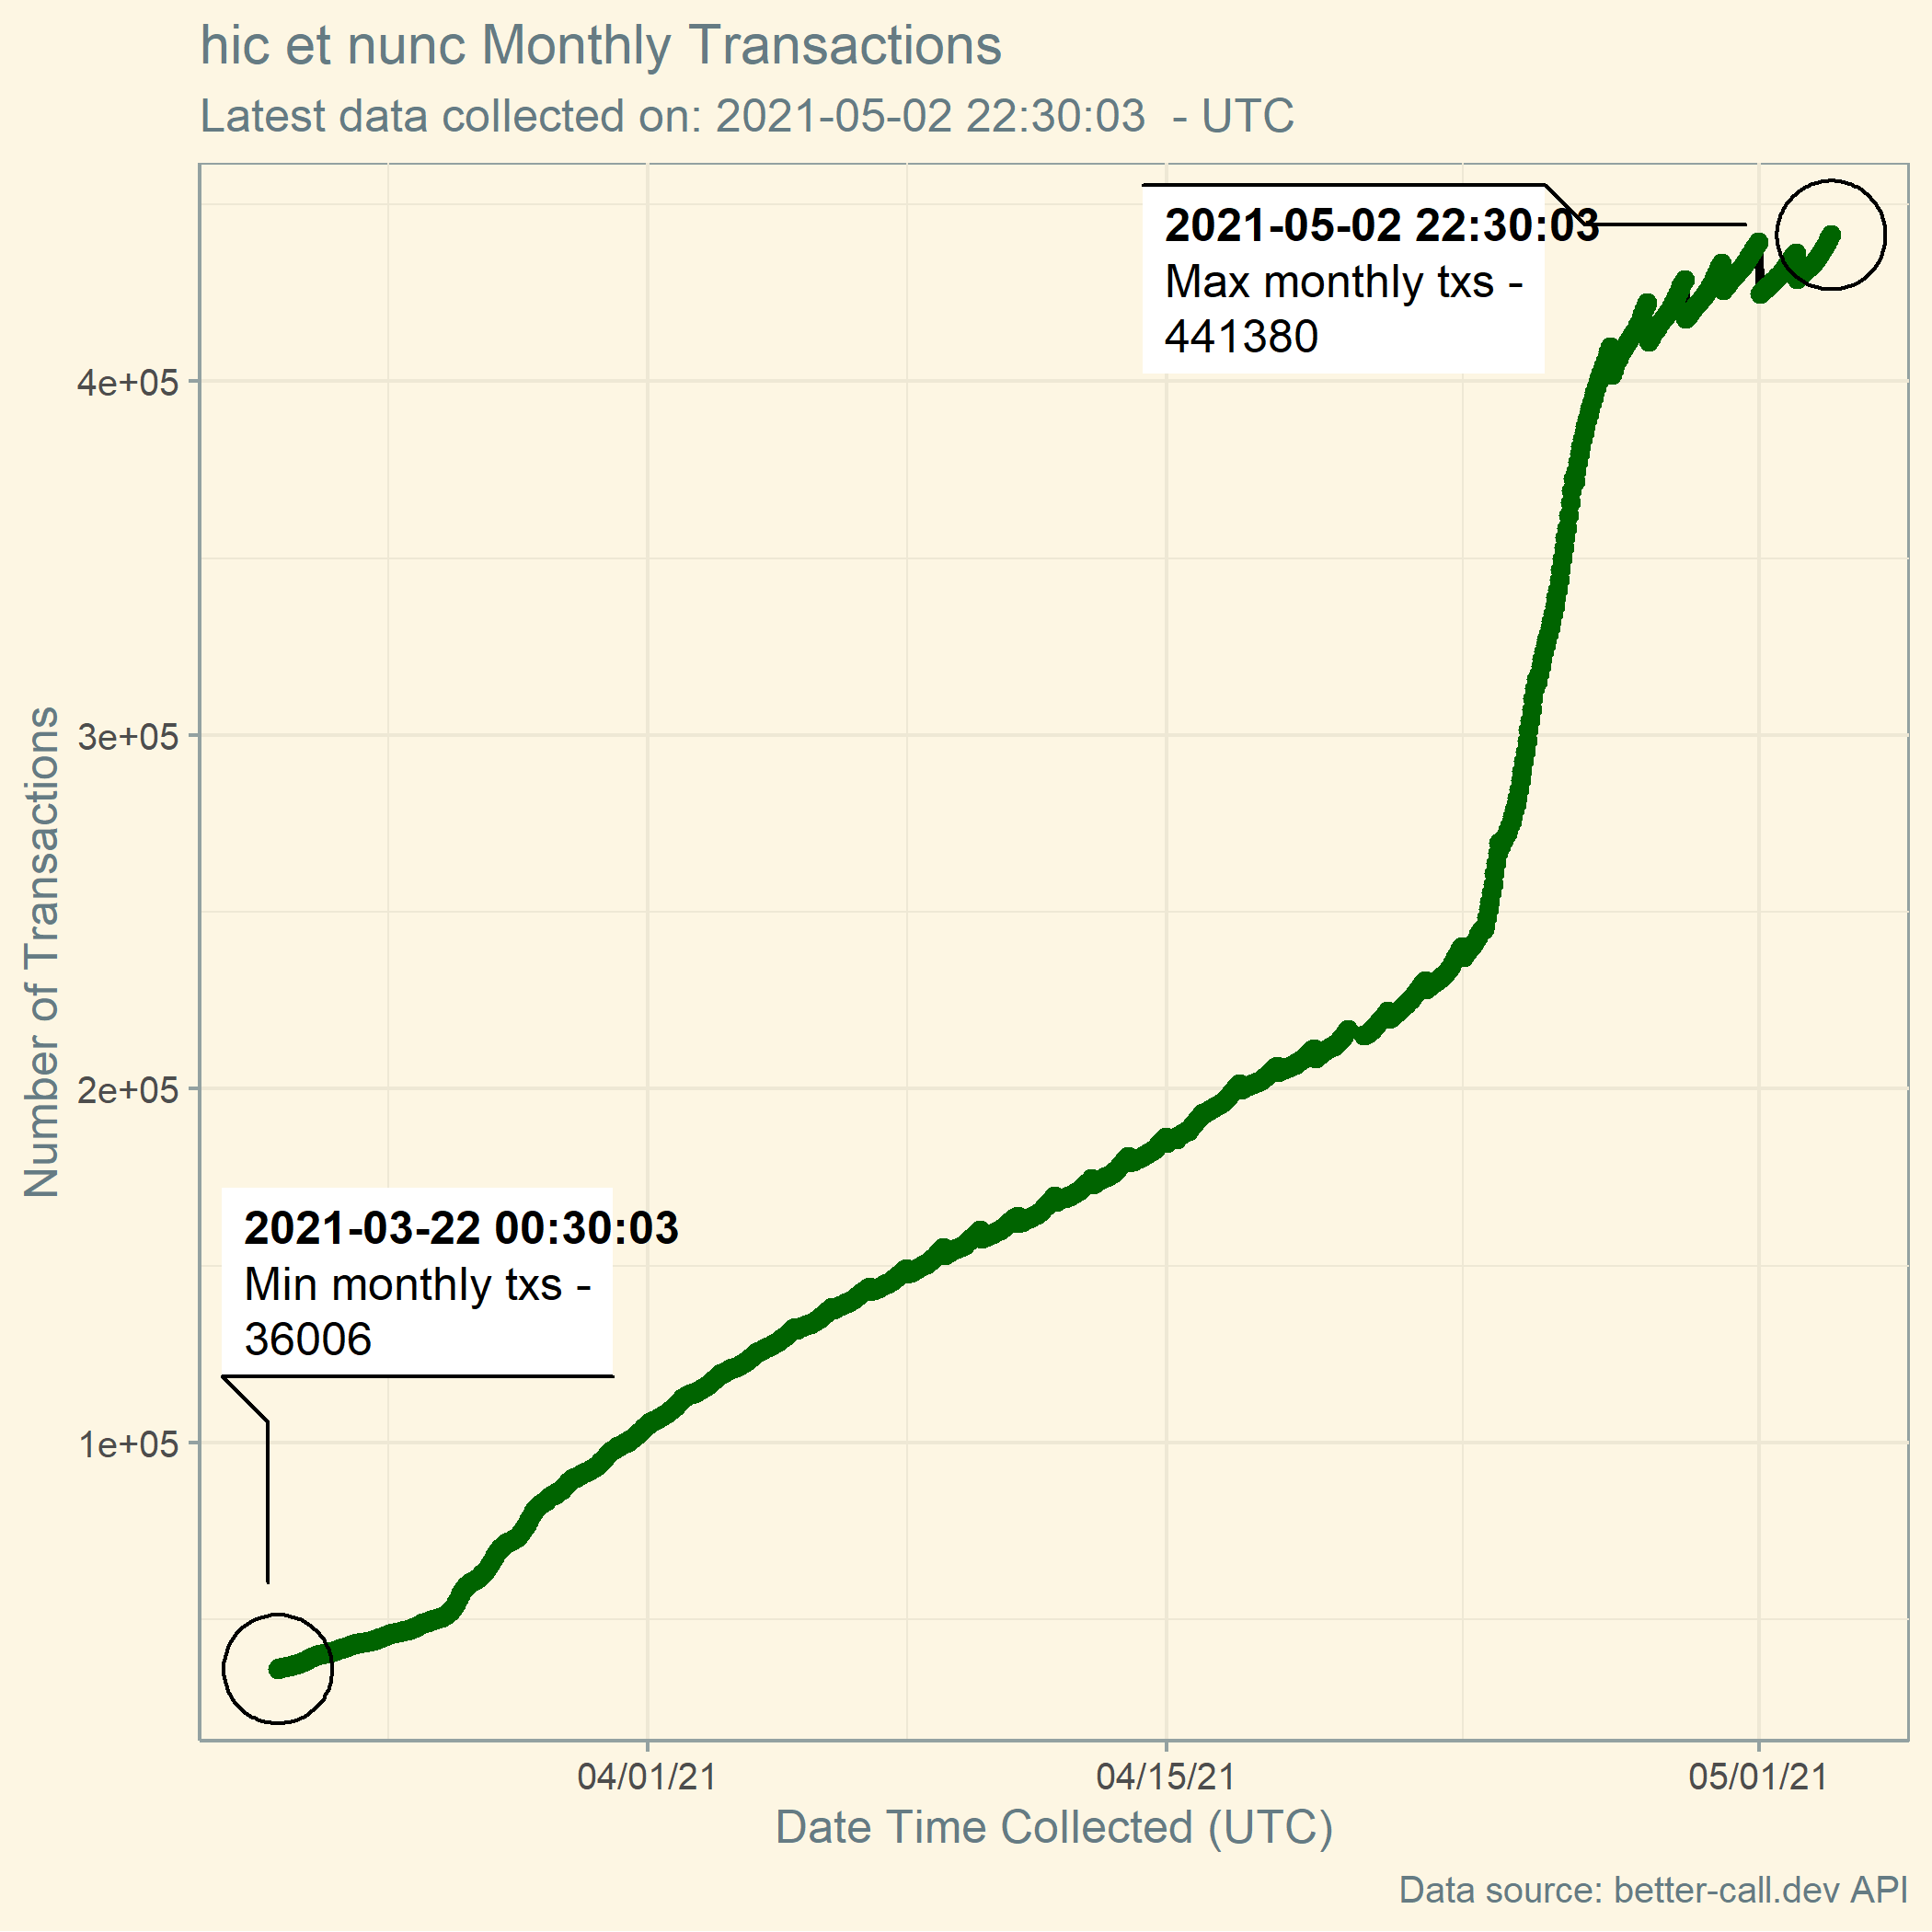 hic et nunc Monthly Transactions
Latest data collected on: 2021-05-02 22:30:03  - UTC
2021-05-02 22:30:03
Max monthly txs -
441380
4e+05
3e+05
2e+05
1e+05
Number of Transactions
2021-03-22 00:30:03
Min monthly txs -
36006
04/01/21
04/15/21
05/01/21
Date Time Collected (UTC)
Data source: better-call.dev API